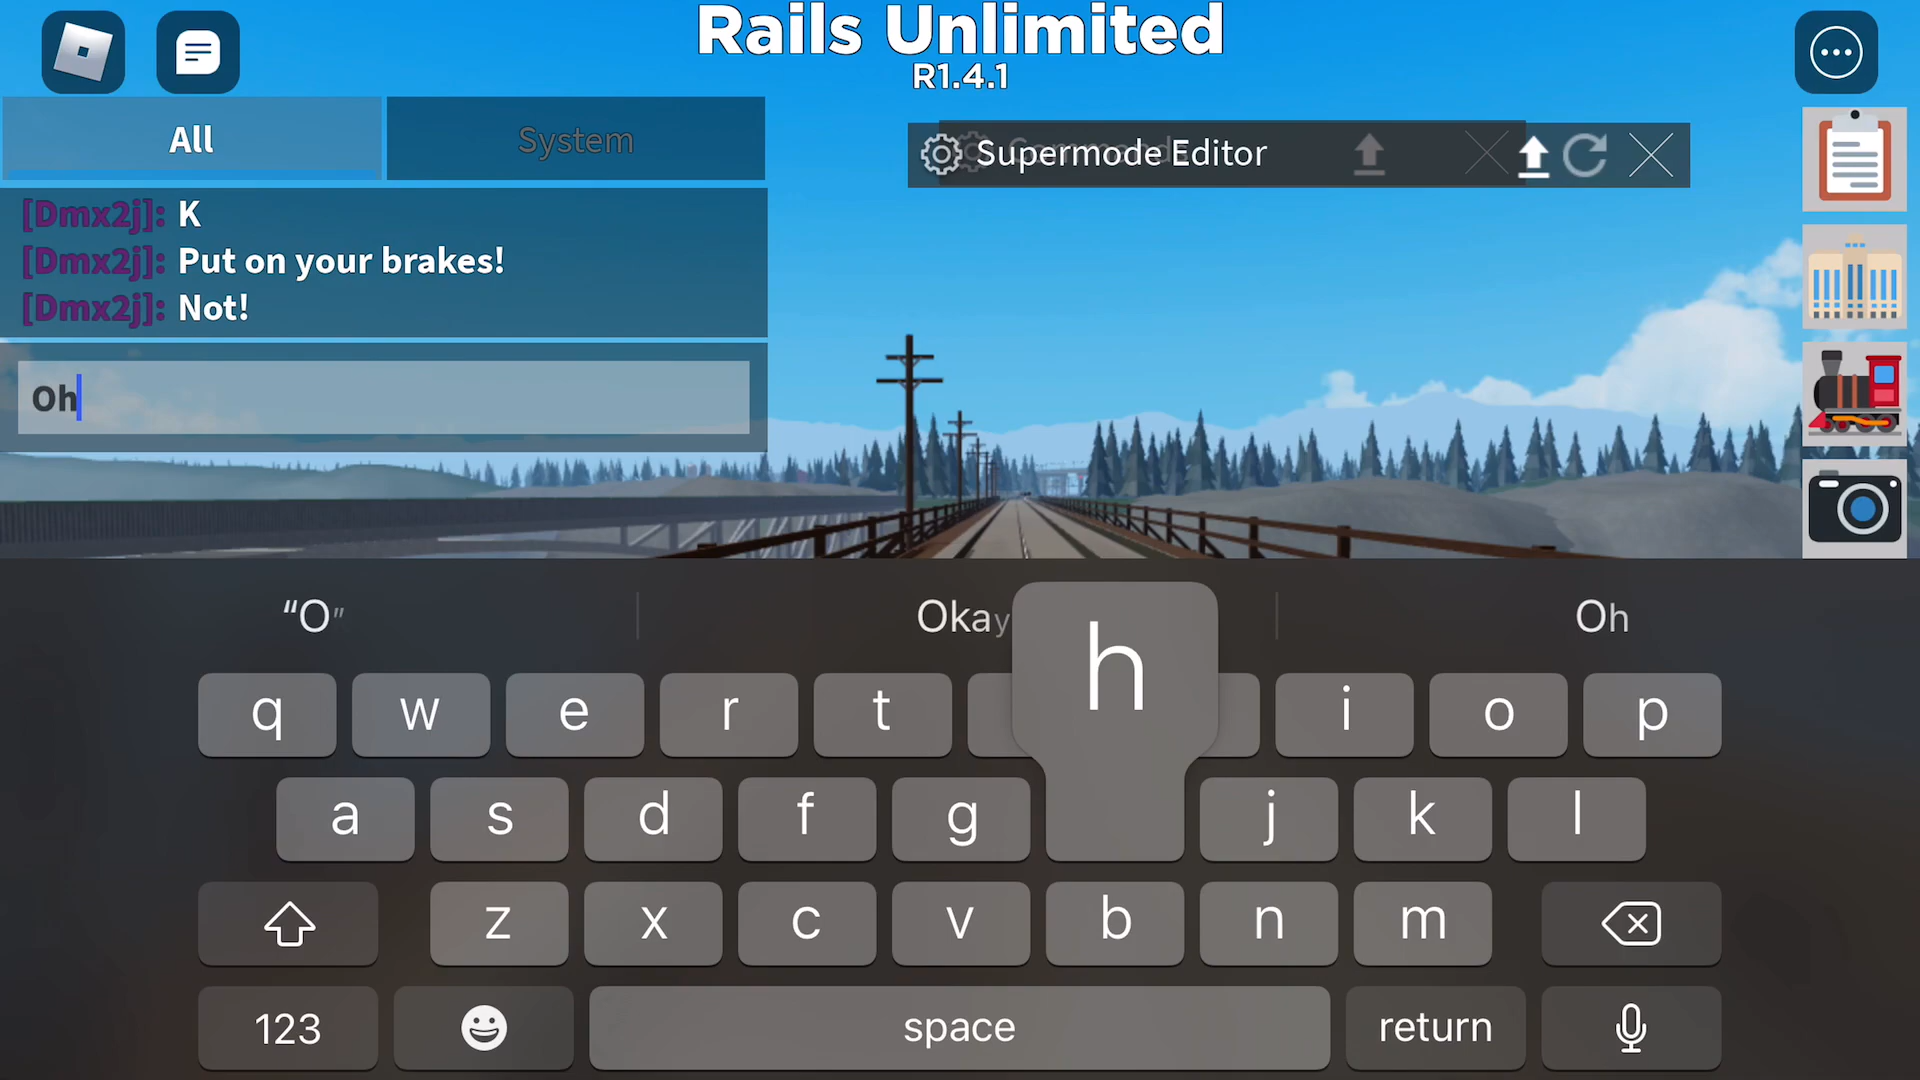 Rails Unlimited
R1.4.1
All
System
Supermode Editor
[Dmx2j]: K
[Dmx2j]: Put on your brakes!
[Dmx2j]: Not!
Oh
“O”
Okay
Oh
h
q w e r t i o p
a s d f g j k l
z x c v b n m
123
space
return